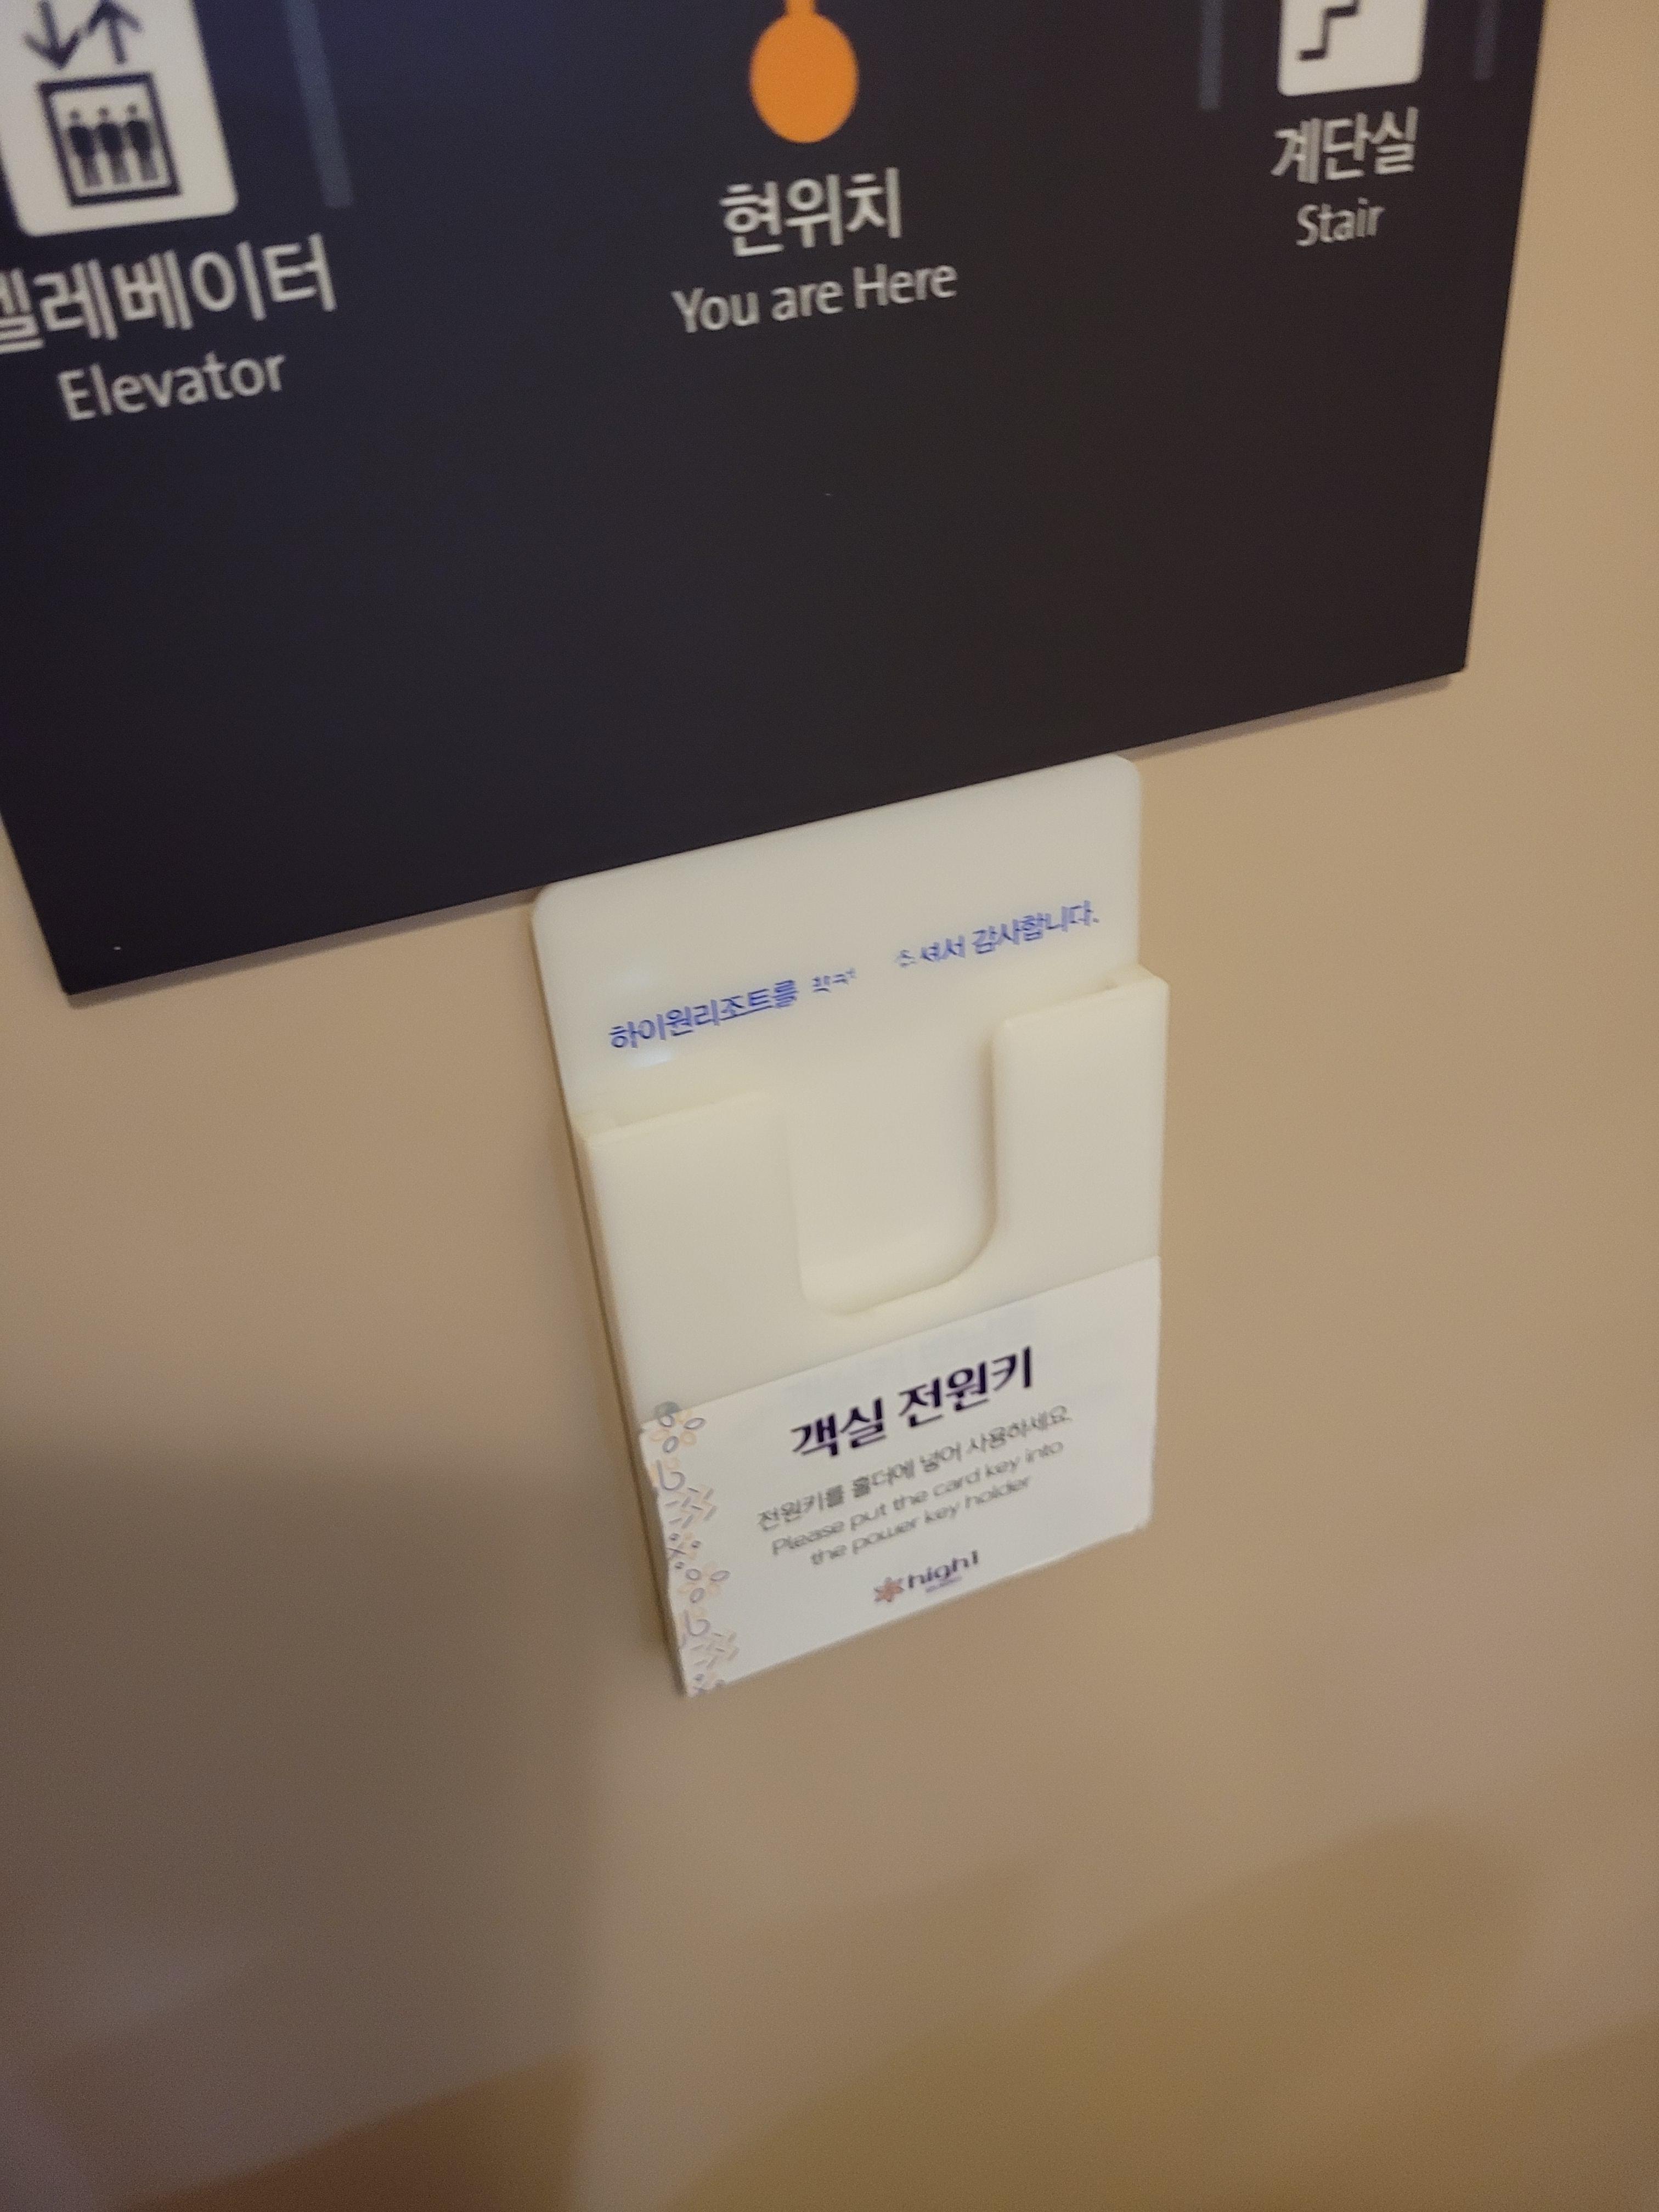 엘레베이터
Elevator
현위치
You are Here
계단실
Stair
하이원리조트를 셔서 감사합니다.
객실 전원키
전원키를 홀더에 넣어 사용하세요.
Please put the card key into
the power key holder
high1